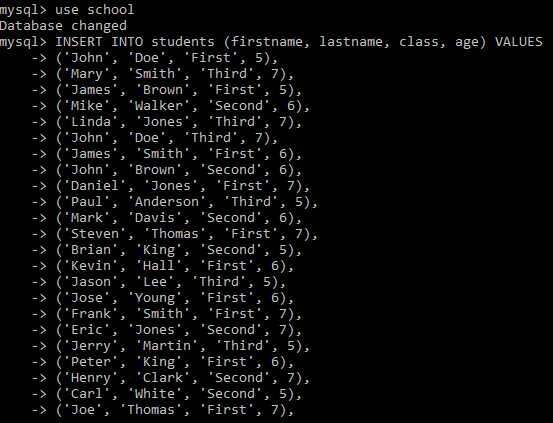 mysql> use school
Database changed
mysql> INSERT INTO students (firstname, lastname, class, age) VALUES
    -> ('John', 'Doe', 'First', 5),
    -> ('Mary', 'Smith', 'Third', 7),
    -> ('James', 'Brown', 'First', 5),
    -> ('Mike', 'Walker', 'Second', 6),
    -> ('Linda', 'Jones', 'Third', 7),
    -> ('John', 'Doe', 'Third', 7),
    -> ('James', 'Smith', 'First', 6),
    -> ('John', 'Brown', 'Second', 6),
    -> ('Daniel', 'Jones', 'First', 7),
    -> ('Paul', 'Anderson', 'Third', 5),
    -> ('Mark', 'Davis', 'Second', 6),
    -> ('Steven', 'Thomas', 'First', 7),
    -> ('Brian', 'King', 'Second', 5),
    -> ('Kevin', 'Hall', 'First', 6),
    -> ('Jason', 'Lee', 'Third', 5),
    -> ('Jose', 'Young', 'First', 6),
    -> ('Frank', 'Smith', 'First', 7),
    -> ('Eric', 'Jones', 'Second', 7),
    -> ('Jerry', 'Martin', 'Third', 5),
    -> ('Peter', 'King', 'First', 6),
    -> ('Henry', 'Clark', 'Second', 7),
    -> ('Carl', 'White', 'Second', 5),
    -> ('Joe', 'Thomas', 'First', 7),